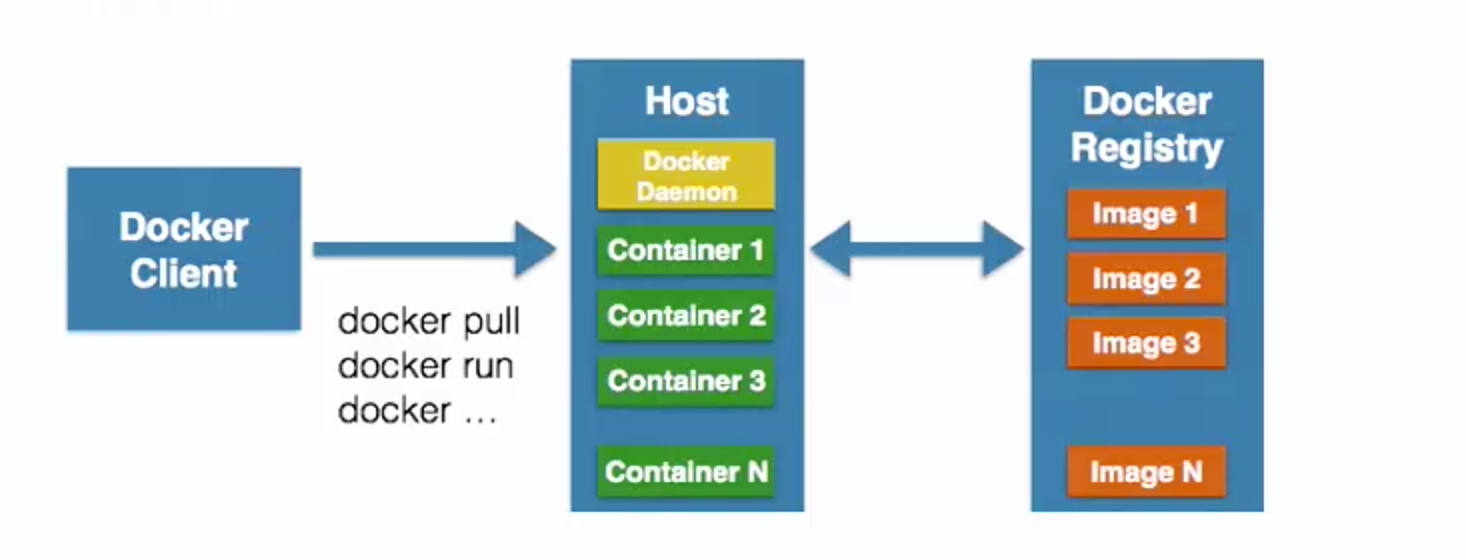 Docker
Client
docker pull
docker run
docker ...
Host
Docker
Daemon
Container 1
Container 2
Container 3
Container N
Docker
Registry
Image 1
Image 2
Image 3
Image N